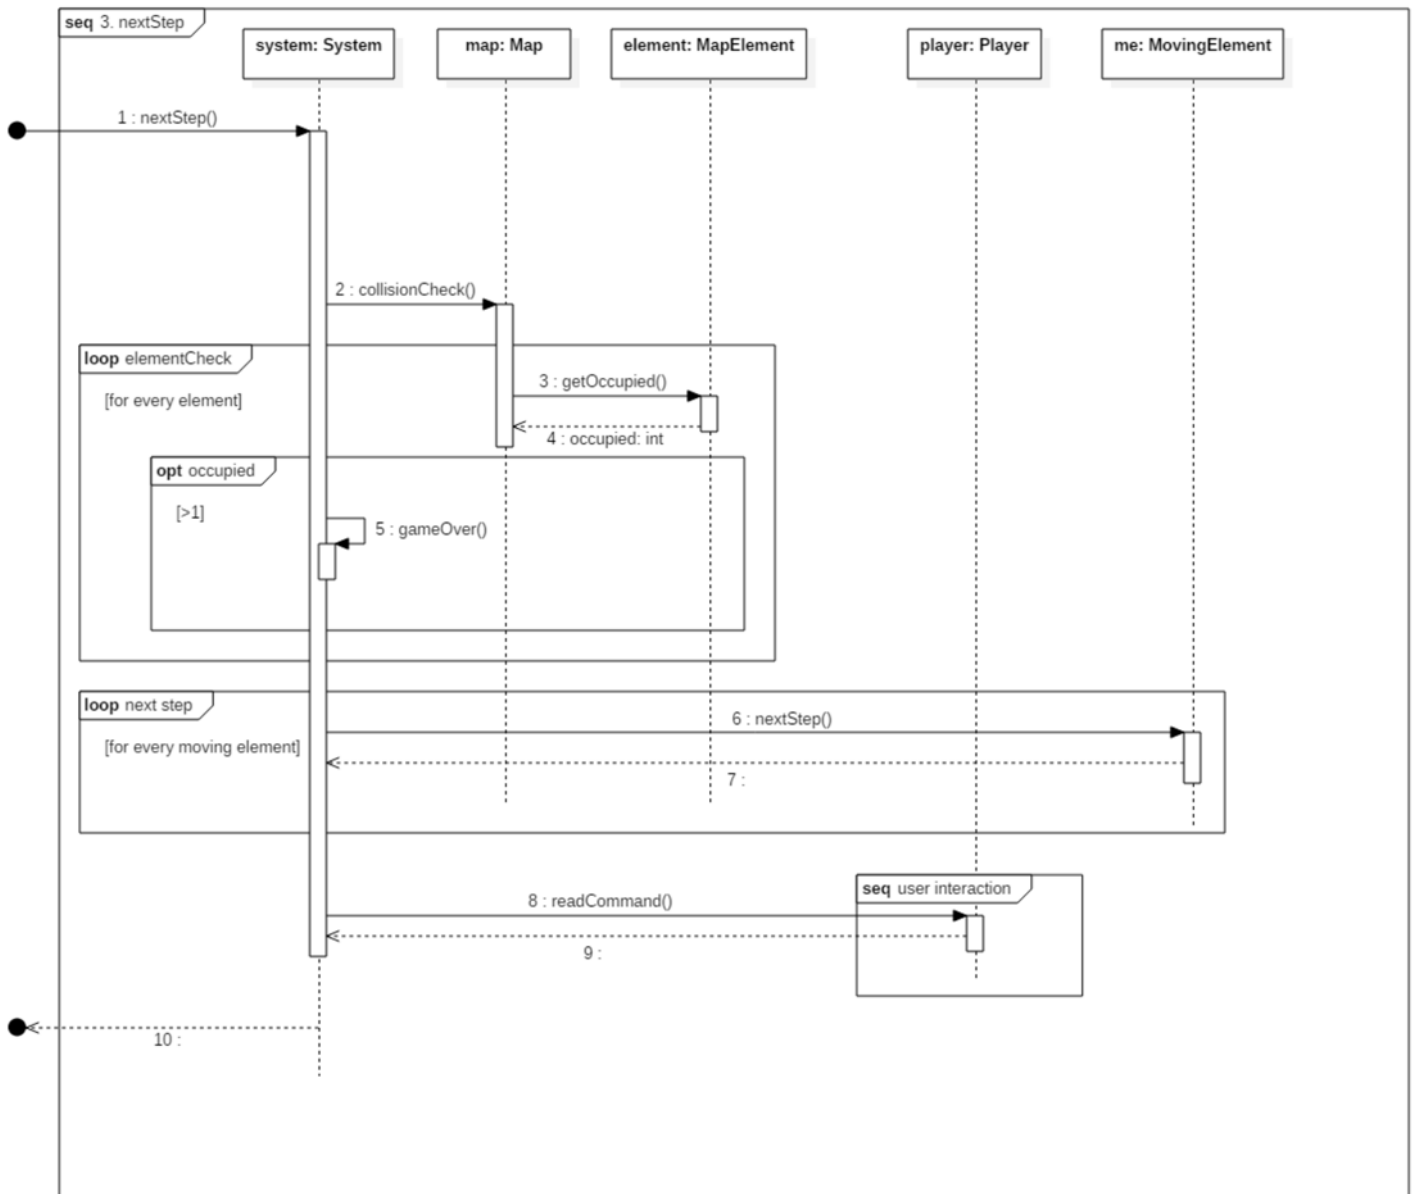 seq 3. nextStep
system: System
map: Map
element: MapElement
player: Player
me: MovingElement
1 : nextStep()
2 : collisionCheck()
loop elementCheck
[for every element]
3 : getOccupied()
4 : occupied: int
opt occupied
[>1]
5 : gameOver()
loop next step
[for every moving element]
6 : nextStep()
7 :
seq user interaction
8 : readCommand()
9 :
10 :